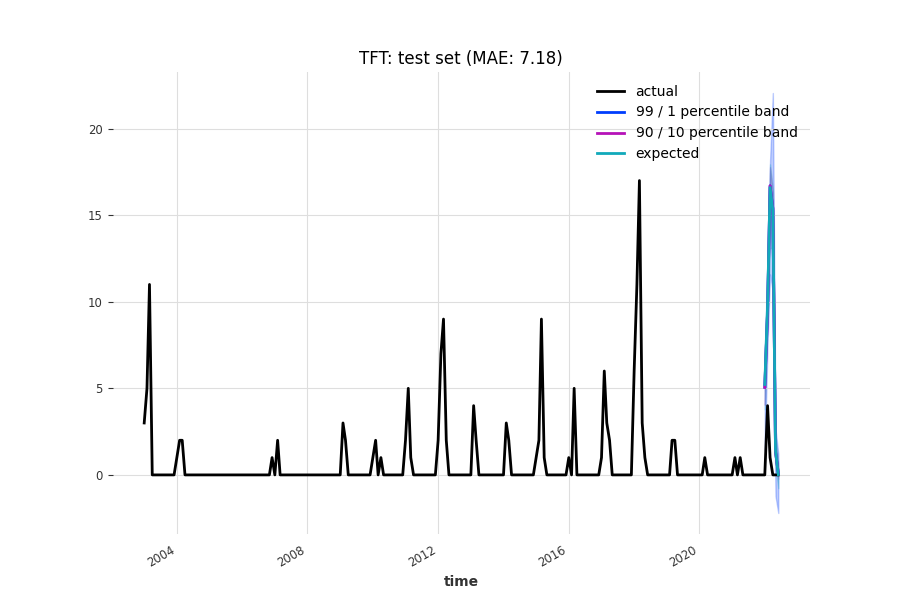 TFT: test set (MAE: 7.18)
actual
99 / 1 percentile band
90 / 10 percentile band
expected
20
15
10
5
0
2004 2008 2012 2016 2020
time